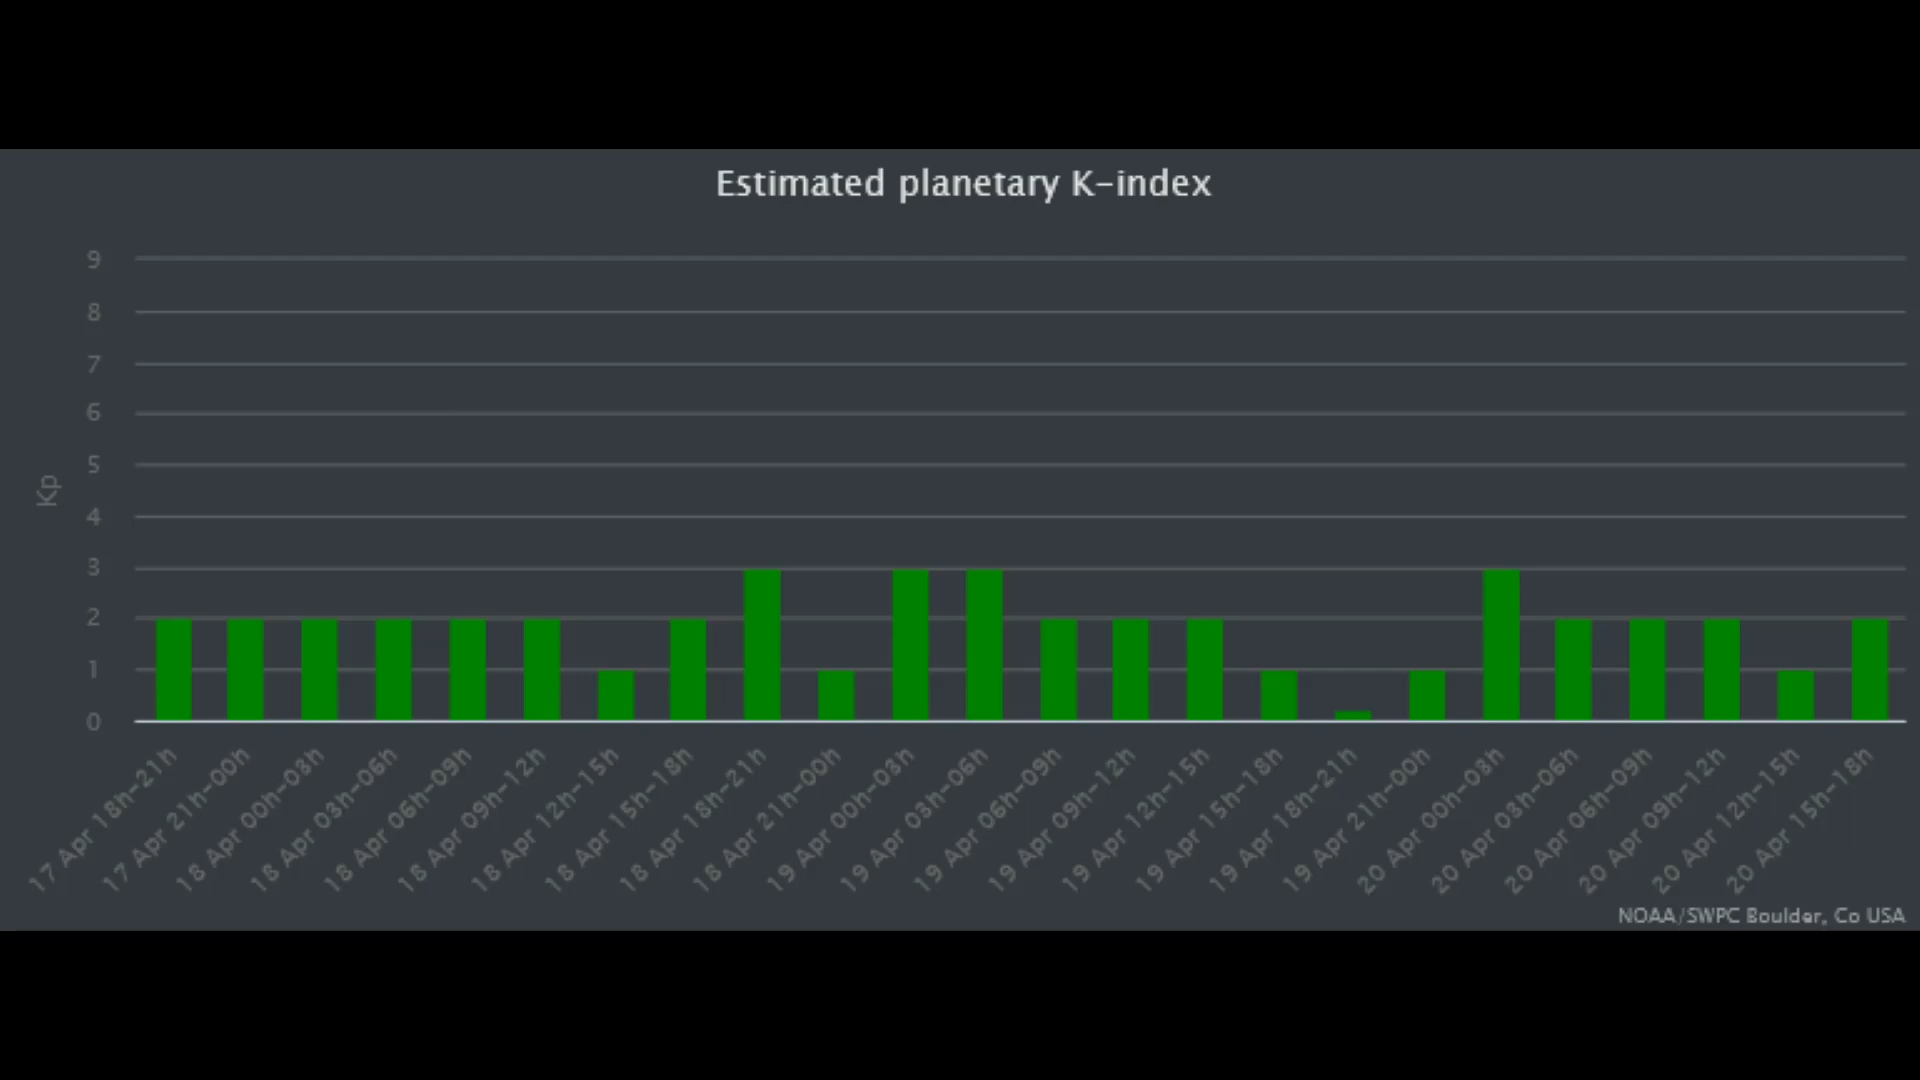 Estimated planetary K-index
9
8
7
6
5
4
3
2
1
0
Kp
17 Apr 18h-21h
17 Apr 21h-00h
18 Apr 00h-03h
18 Apr 03h-06h
18 Apr 06h-09h
18 Apr 09h-12h
18 Apr 12h-15h
18 Apr 15h-18h
18 Apr 18h-21h
18 Apr 21h-00h
19 Apr 00h-03h
19 Apr 03h-06h
19 Apr 06h-09h
19 Apr 09h-12h
19 Apr 12h-15h
19 Apr 15h-18h
19 Apr 18h-21h
19 Apr 21h-00h
20 Apr 00h-03h
20 Apr 03h-06h
20 Apr 06h-09h
20 Apr 09h-12h
20 Apr 12h-15h
20 Apr 15h-18h
NOAA/SWPC Boulder, Co USA